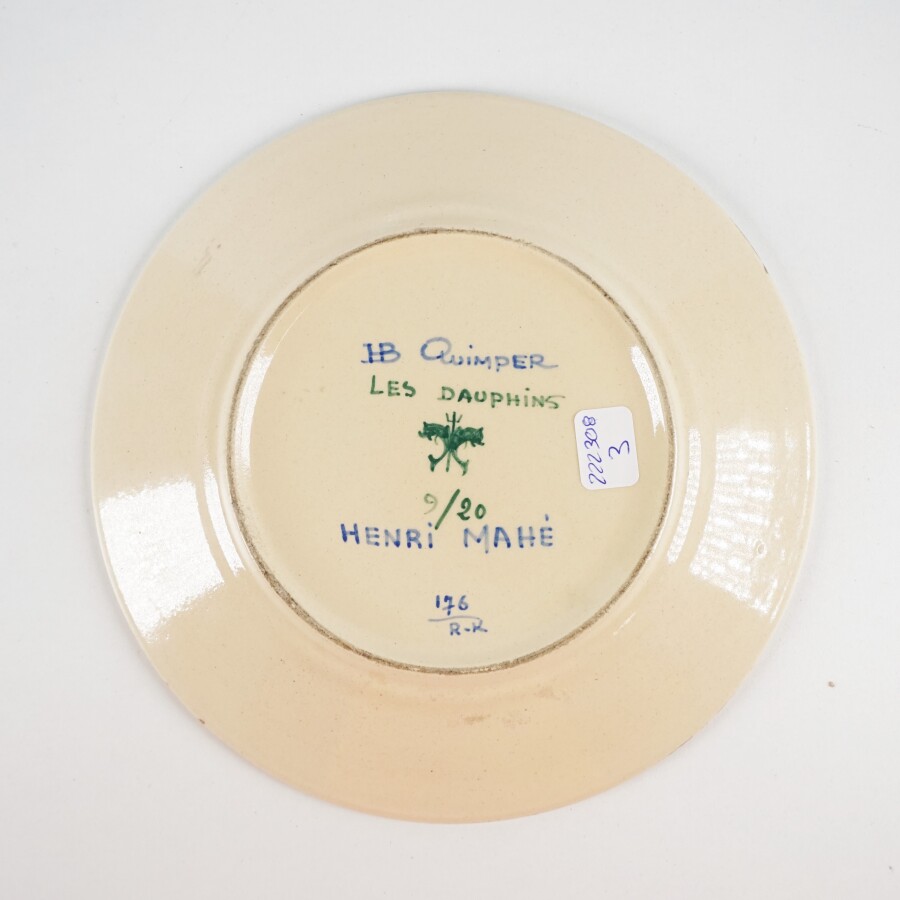 HB Quimper
LES DAUPHINS
9/20
HENRi MAHÉ
176
R-K
222308
3